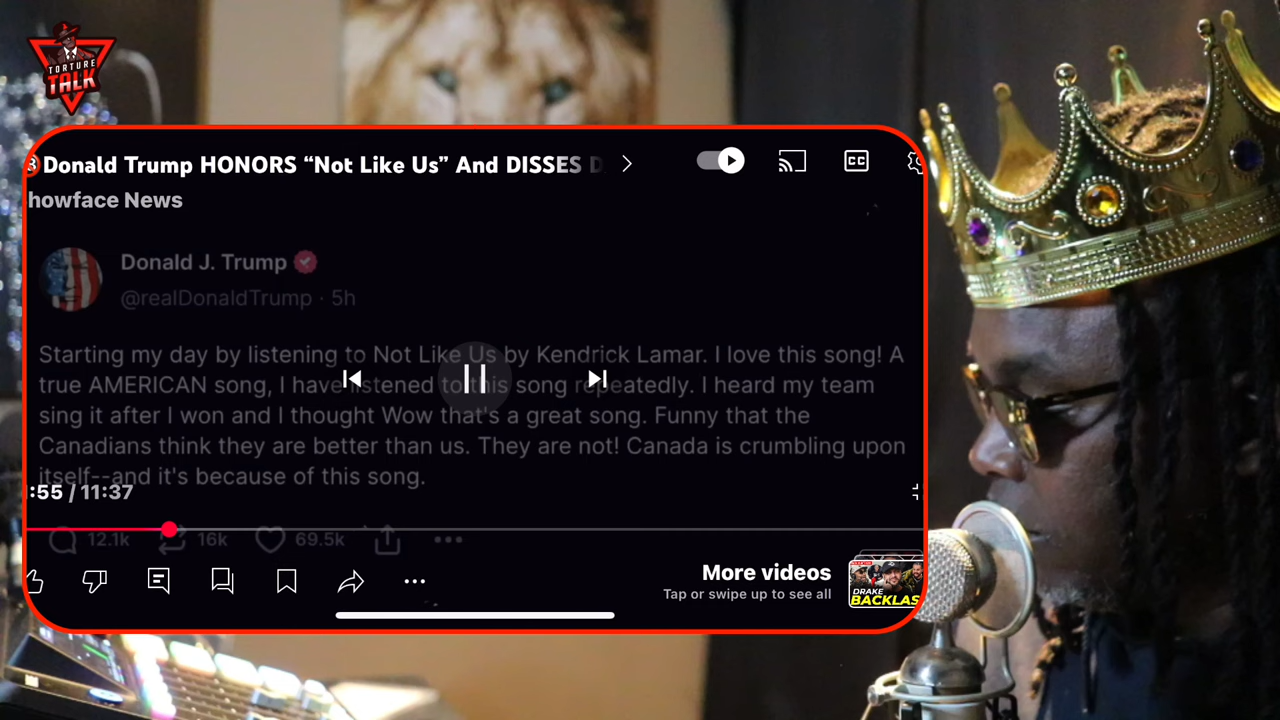 TORTURE
TALK
Donald Trump HONORS “Not Like Us” And DISSES D
howface News
Donald J. Trump
@realDonaldTrump · 5h
Starting my day by listening to Not Like Us by Kendrick Lamar. I love this song! A
true AMERICAN song, I have listened to this song repeatedly. I heard my team
sing it after I won and I thought Wow that's a great song. Funny that the
Canadians think they are better than us. They are not! Canada is crumbling upon
itself--and it's because of this song.
:55 / 11:37
12.1k 16k 69.5k
More videos
Tap or swipe up to see all
DRAKE
BACKLAS
CC